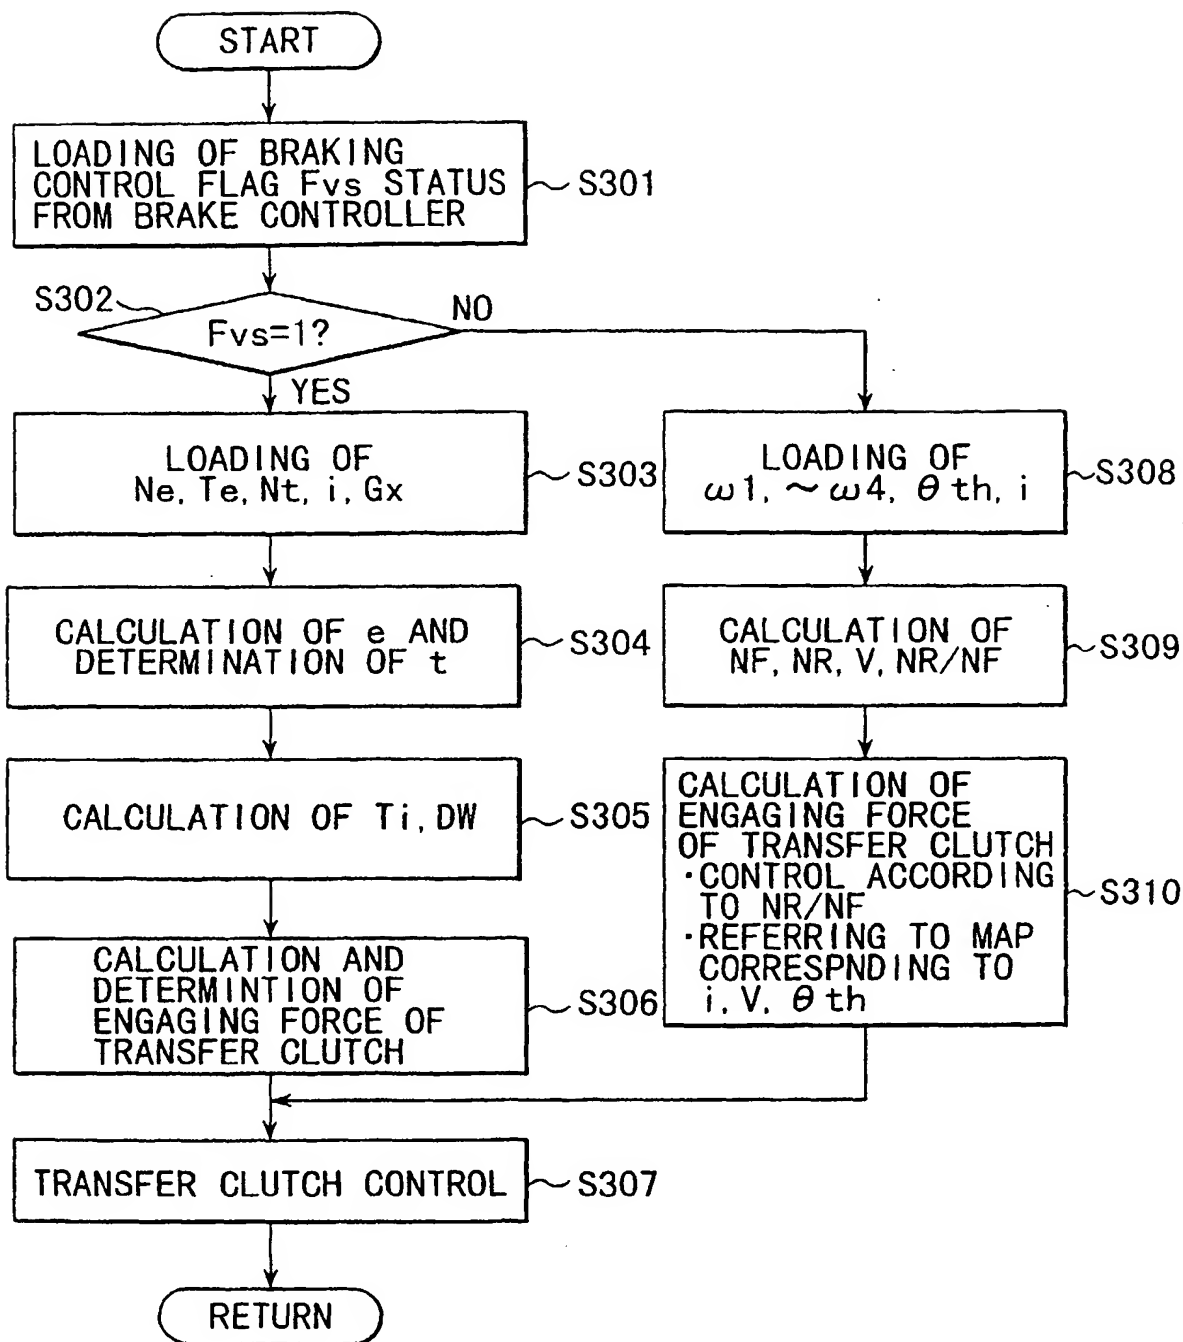 START
LOADING OF BRAKING
CONTROL FLAG Fvs STATUS
FROM BRAKE CONTROLLER
S301
S302
Fvs=1?
NO
YES
LOADING OF
Ne, Te, Nt, i, Gx
S303
CALCULATION OF e AND
DETERMINATION OF t
S304
CALCULATION OF Ti, DW
S305
CALCULATION AND
DETERMINTION OF
ENGAGING FORCE OF
TRANSFER CLUTCH
S306
LOADING OF
ω1, ~ω4, θth, i
S308
CALCULATION OF
NF, NR, V, NR/NF
S309
CALCULATION OF
ENGAGING FORCE
OF TRANSFER CLUTCH
·CONTROL ACCORDING
TO NR/NF
·REFERRING TO MAP
CORRESPNDING TO
i, V, θth
S310
TRANSFER CLUTCH CONTROL
S307
RETURN